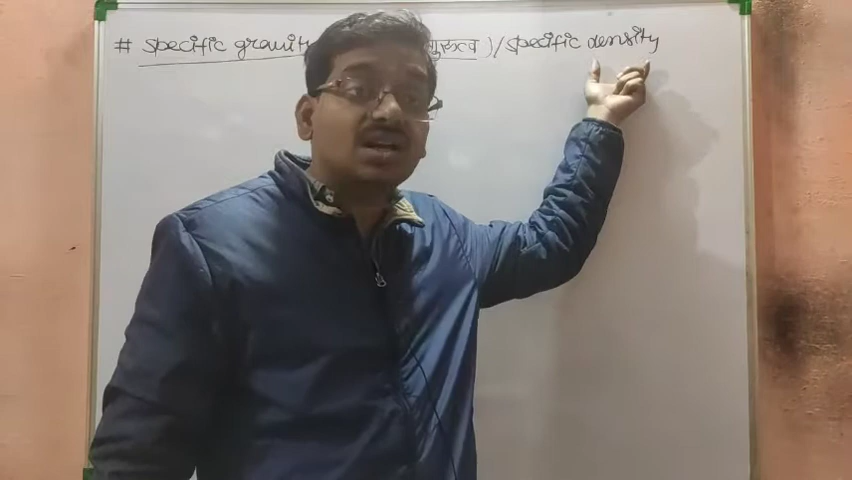 # specific gravity गुरुत्व ) / specific density